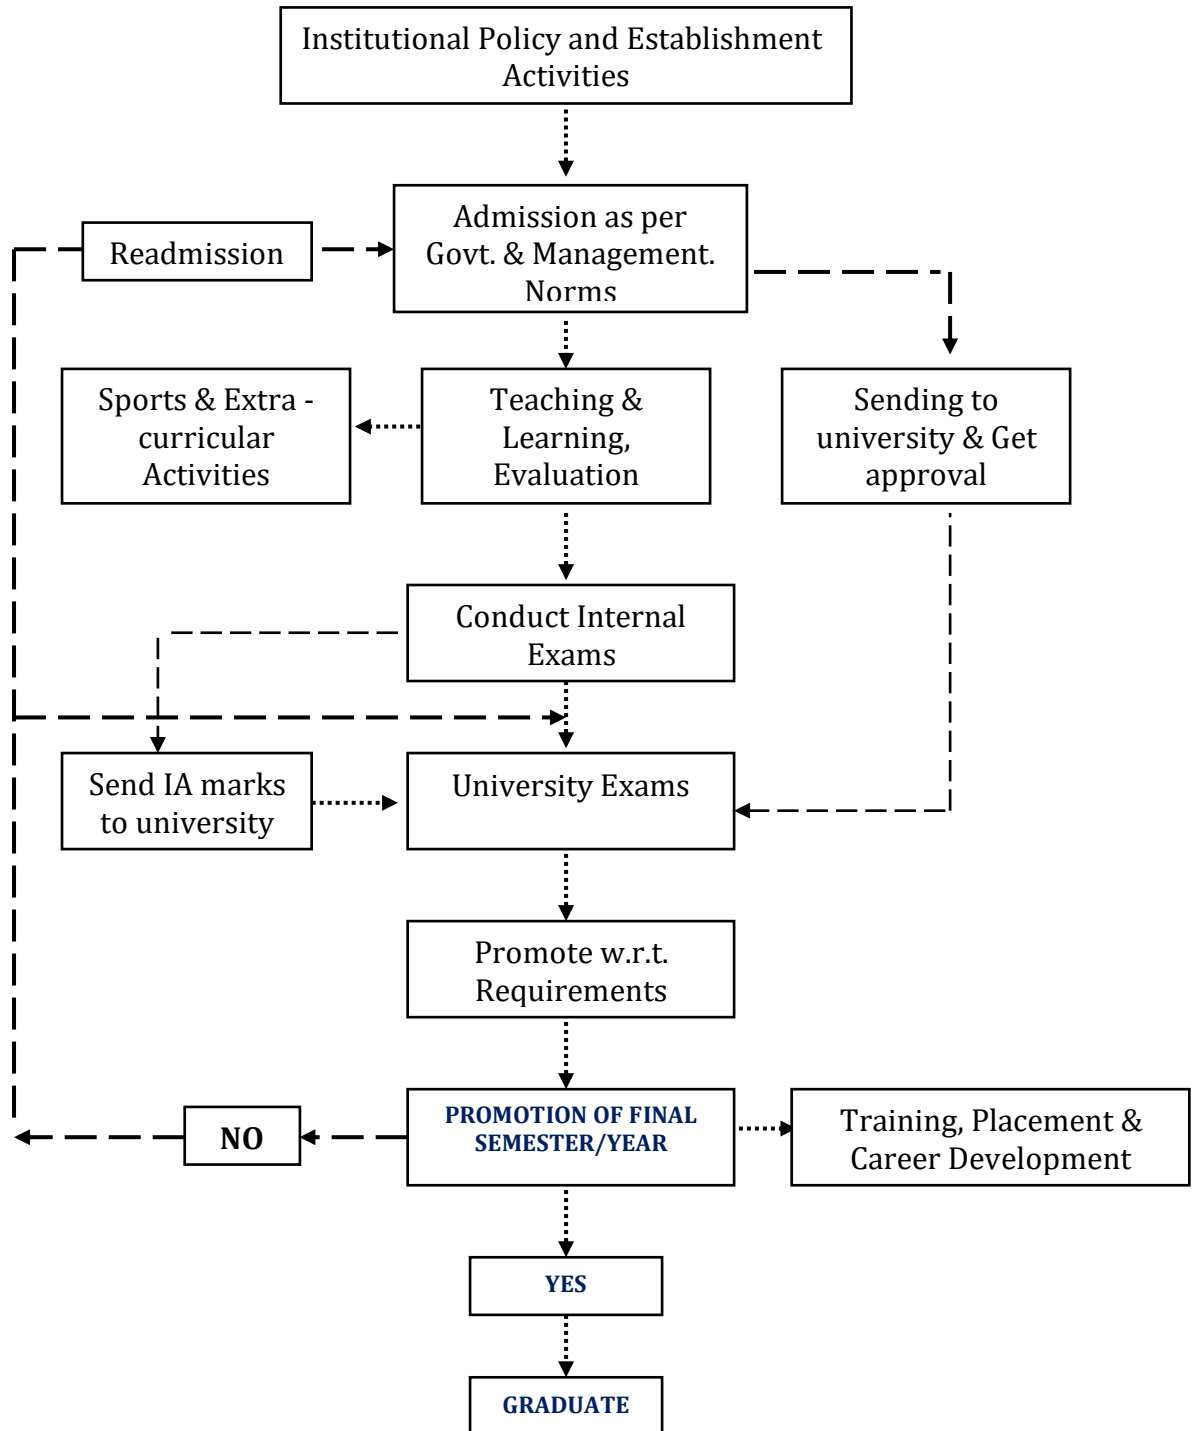 Institutional Policy and Establishment
Activities
Admission as per
Govt. & Management.
Norms
Readmission
Sports & Extra -
curricular
Activities
Teaching &
Learning,
Evaluation
Sending to
university & Get
approval
Conduct Internal
Exams
Send IA marks
to university
University Exams
Promote w.r.t.
Requirements
NO
PROMOTION OF FINAL
SEMESTER/YEAR
Training, Placement &
Career Development
YES
GRADUATE